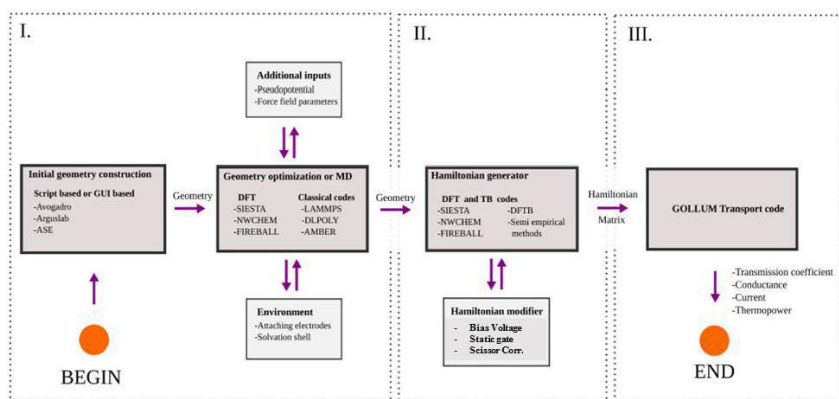 I.
II.
III.
Additional inputs
-Pseudopotential
-Force field parameters
Initial geometry construction
Script based or GUI based
-Avogadro
-Arguslab
-ASE
Geometry
Geometry optimization or MD
DFT
-SIESTA
-NWCHEM
-FIREBALL
Classical codes
-LAMMPS
-DLPOLY
-AMBER
Geometry
Hamiltonian generator
DFT and TB codes
-SIESTA
-NWCHEM
-FIREBALL
-DFTB
-Semi empirical
methods
Hamiltonian
Matrix
GOLLUM Transport code
Environment
-Attaching electrodes
-Solvation shell
Hamiltonian modifier
- Bias Voltage
- Static gate
- Scissor Corr.
-Transmission coefficient
-Conductance
-Current
-Thermopower
BEGIN
END